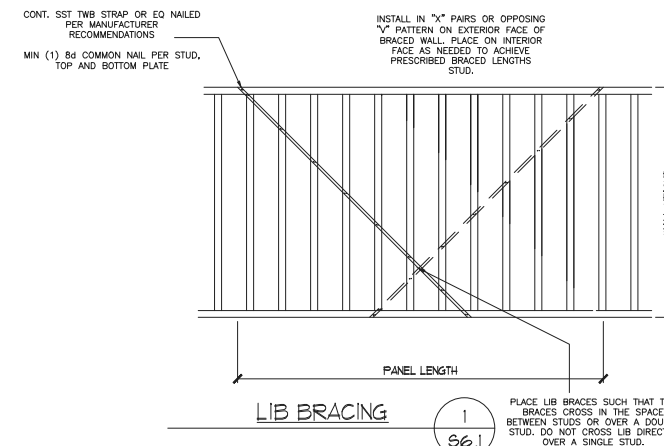 CONT. SST TWB STRAP OR EQ NAILED
PER MANUFACTURER
RECOMMENDATIONS
MIN (1) 8d COMMON NAIL PER STUD,
TOP AND BOTTOM PLATE
INSTALL IN "X" PAIRS OR OPPOSING
"V" PATTERN ON EXTERIOR FACE OF
BRACED WALL. PLACE ON INTERIOR
FACE AS NEEDED TO ACHIEVE
PRESCRIBED BRACED LENGTHS
STUD.
PANEL LENGTH
LIB BRACING
1
S6.1
PLACE LIB BRACES SUCH THAT
BRACES CROSS IN THE SPACE
BETWEEN STUDS OR OVER A
STUD. DO NOT CROSS LIB
OVER A SINGLE STUD.